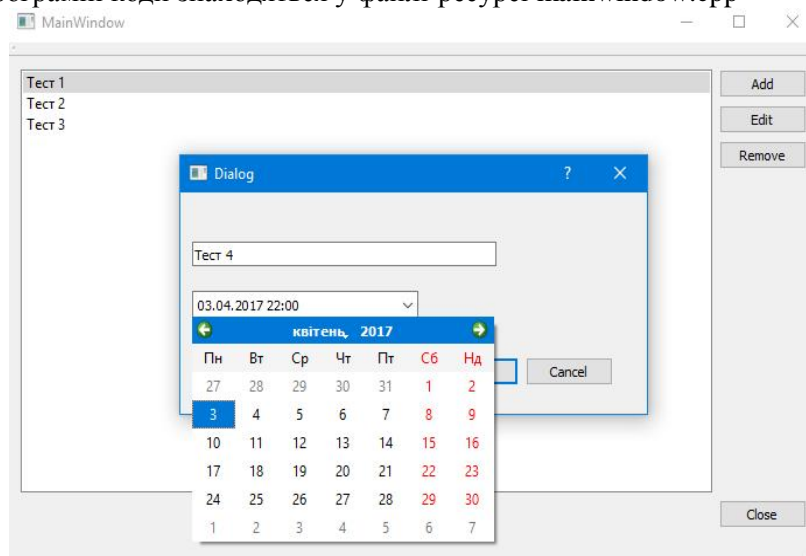 MainWindow
Тест 1
Тест 2
Тест 3
Add
Edit
Remove
Dialog ?
Тест 4
03.04.2017 22:00
квітень, 2017
Пн Вт Ср Чт Пт Сб Нд
27 28 29 30 31 1 2
3 4 5 6 7 8 9
10 11 12 13 14 15 16
17 18 19 20 21 22 23
24 25 26 27 28 29 30
1 2 3 4 5 6 7
Cancel
Close